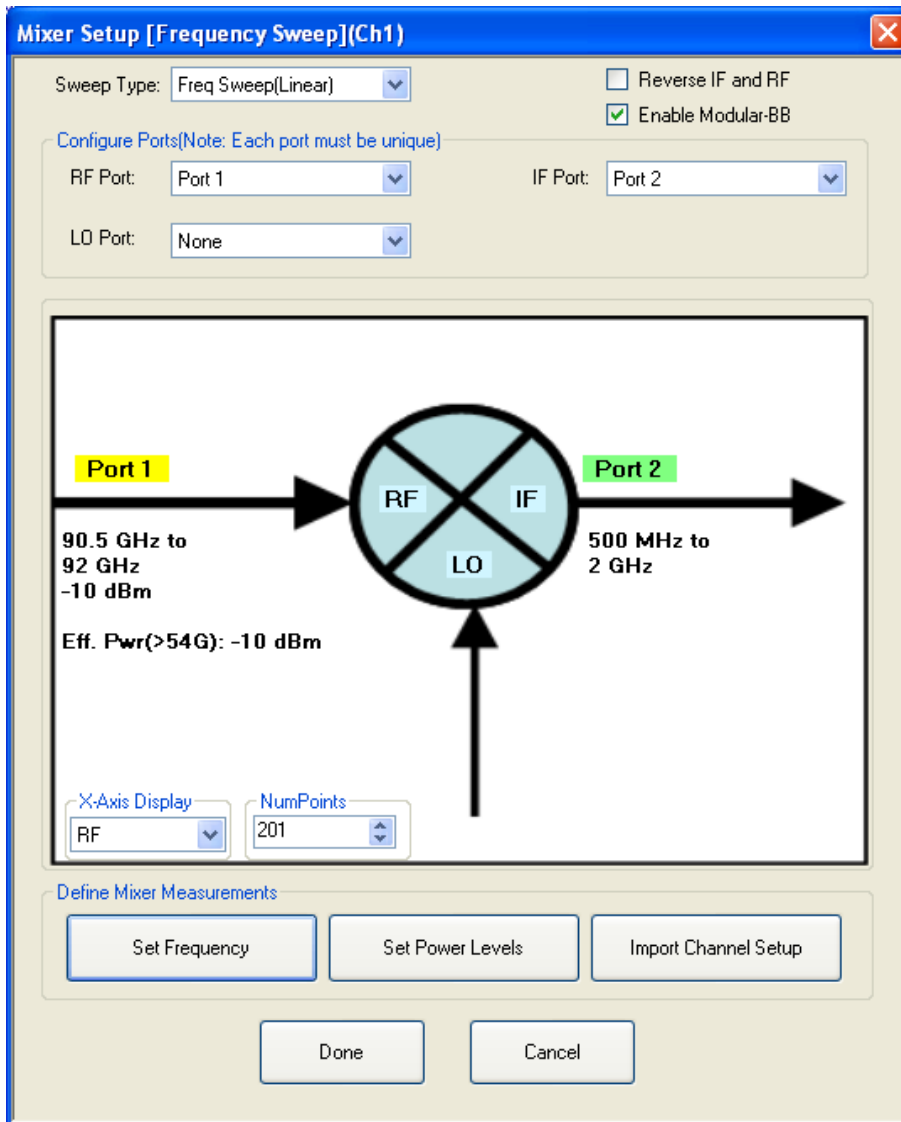 Mixer Setup [Frequency Sweep](Ch1)
Sweep Type: Freq Sweep(Linear)
Reverse IF and RF
Enable Modular-BB
Configure Ports(Note: Each port must be unique)
RF Port: Port 1
IF Port: Port 2
LO Port: None
Port 1
Port 2
RF
IF
LO
90.5 GHz to
92 GHz
-10 dBm
500 MHz to
2 GHz
Eff. Pwr(>54G): -10 dBm
X-Axis Display
RF
NumPoints
201
Define Mixer Measurements
Set Frequency
Set Power Levels
Import Channel Setup
Done
Cancel